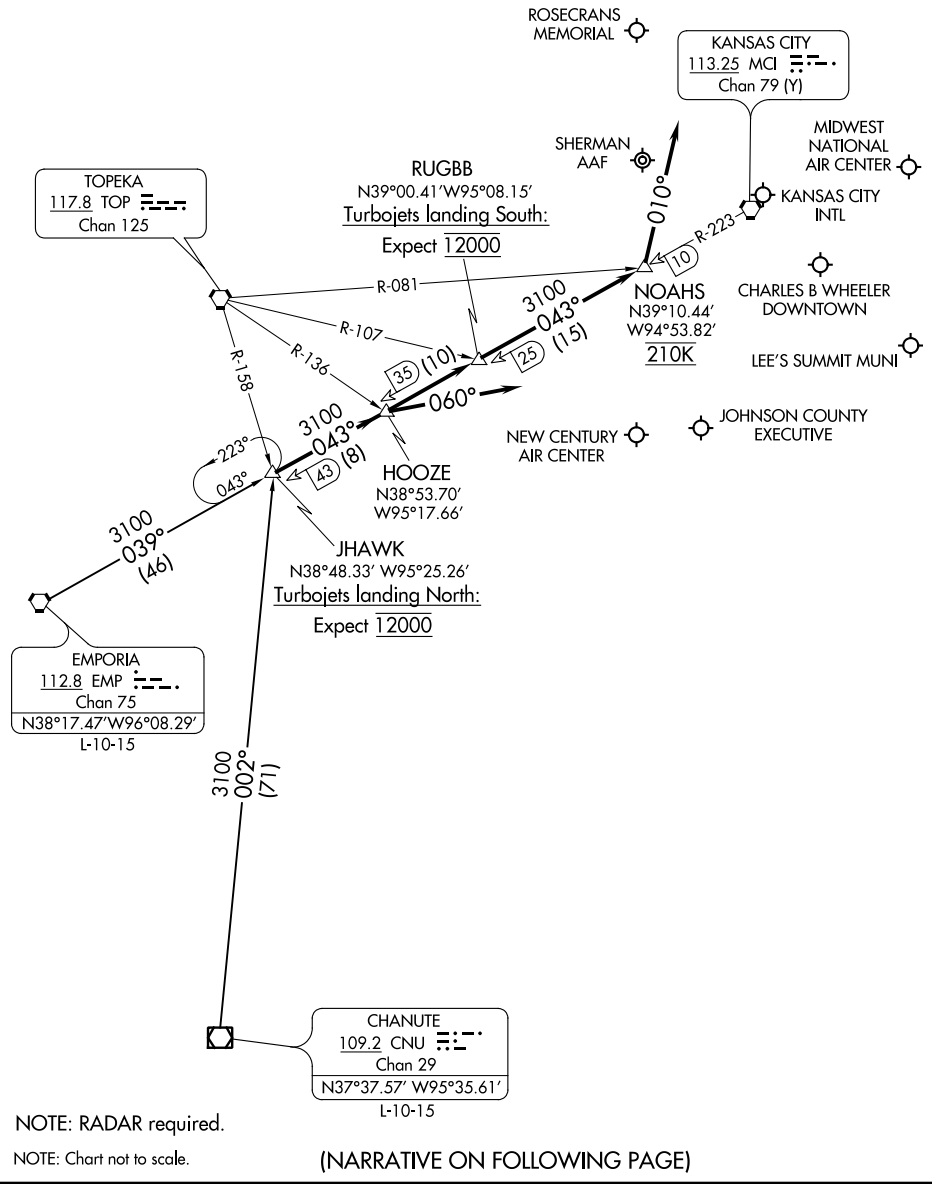 ROSECRANS
MEMORIAL
KANSAS CITY
113.25 MCI
Chan 79 (Y)
MIDWEST
NATIONAL
AIR CENTER
SHERMAN
AAF
KANSAS CITY
INTL
TOPEKA
117.8 TOP
Chan 125
RUGBB
N39°00.41'W95°08.15'
Turbojets landing South:
Expect 12000
010°
R-223
10
R-081
NOAHS
N39°10.44'
W94°53.82'
210K
CHARLES B WHEELER
DOWNTOWN
3100
043°
(15)
25
R-107
R-136
R-158
35
(10)
LEE'S SUMMIT MUNI
060°
JOHNSON COUNTY
EXECUTIVE
NEW CENTURY
AIR CENTER
3100
043°
(8)
43
HOOZE
N38°53.70'
W95°17.66'
223°
043°
3100
039°
(46)
JHAWK
N38°48.33' W95°25.26'
Turbojets landing North:
Expect 12000
EMPORIA
112.8 EMP
Chan 75
N38°17.47'W96°08.29'
L-10-15
3100
002°
(71)
CHANUTE
109.2 CNU
Chan 29
N37°37.57' W95°35.61'
L-10-15
NOTE: RADAR required.
NOTE: Chart not to scale.
(NARRATIVE ON FOLLOWING PAGE)